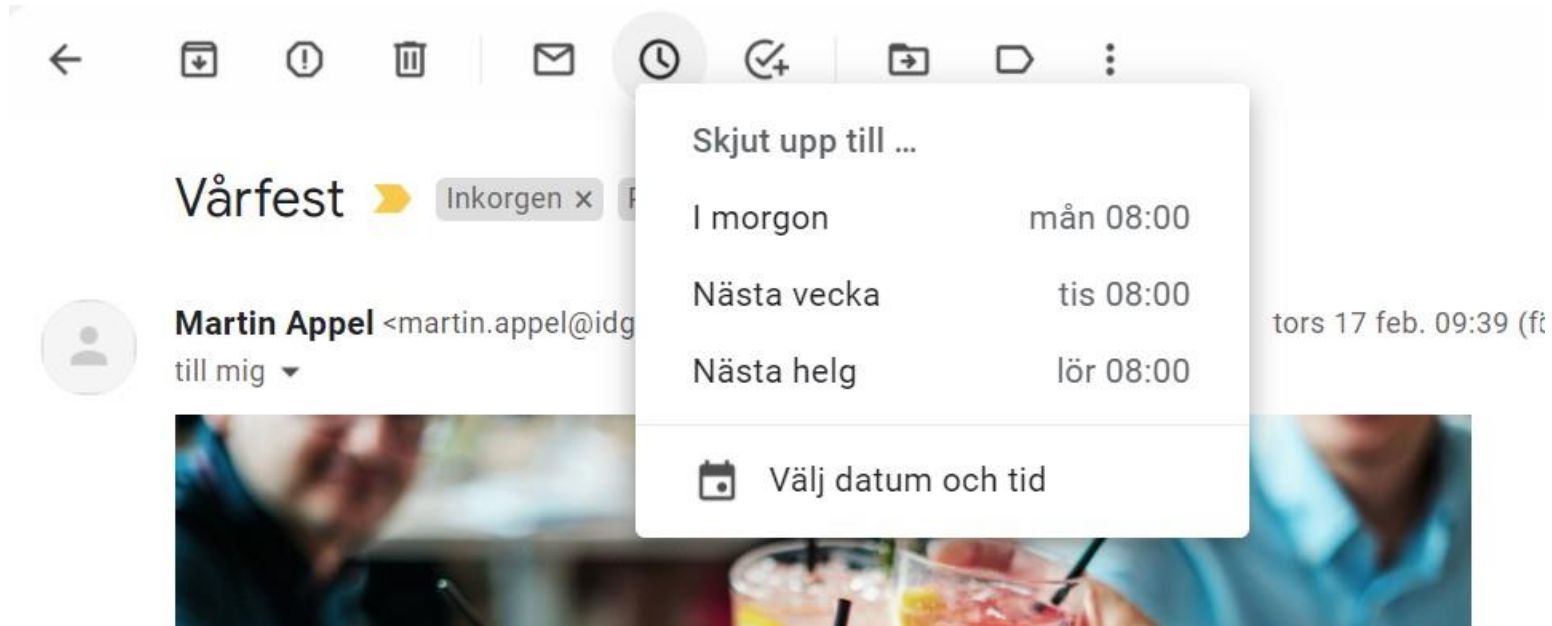 Skjut upp till …
Vårfest Inkorgen ×
I morgon mån 08:00
Nästa vecka tis 08:00
Martin Appel <martin.appel@idg tors 17 feb. 09:39
till mig
Nästa helg lör 08:00
Välj datum och tid